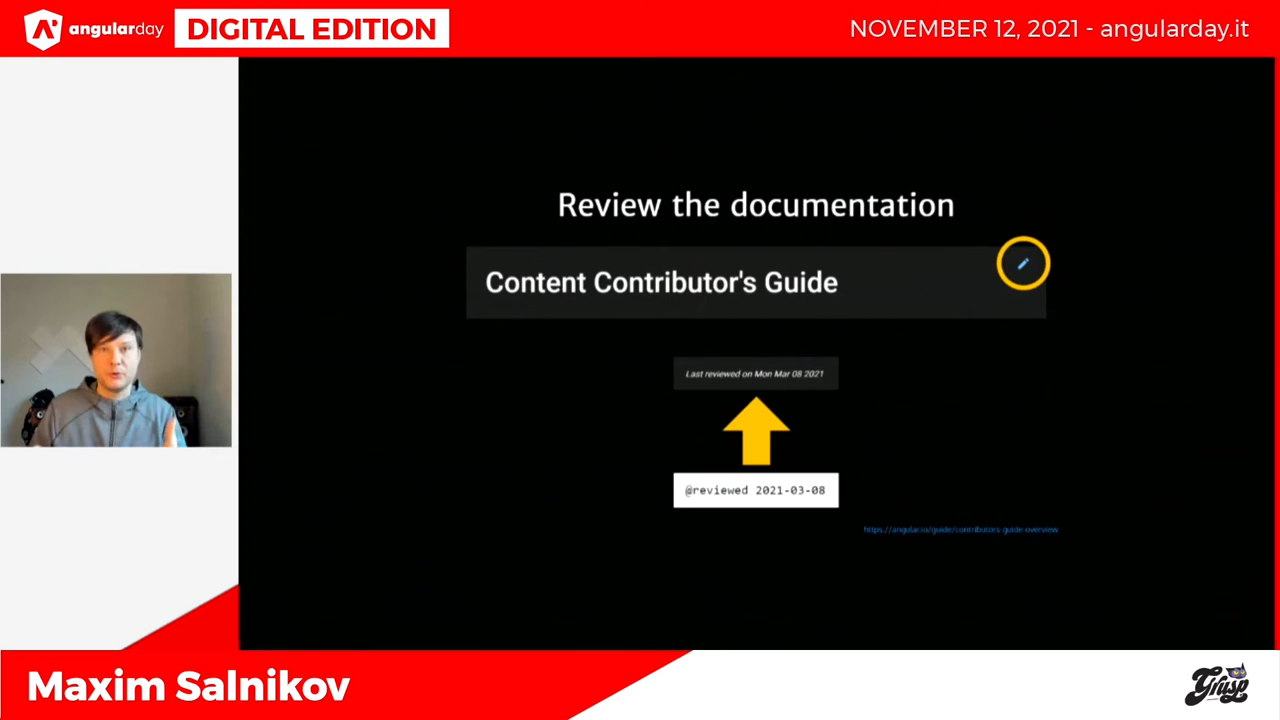 angularday
DIGITAL EDITION
NOVEMBER 12, 2021 - angularday.it
Review the documentation
Content Contributor's Guide
Last reviewed on Mon Mar 08 2021
@reviewed 2021-03-08
https://angular.io/guide/contributors-guide-overview
Maxim Salnikov
Grusp